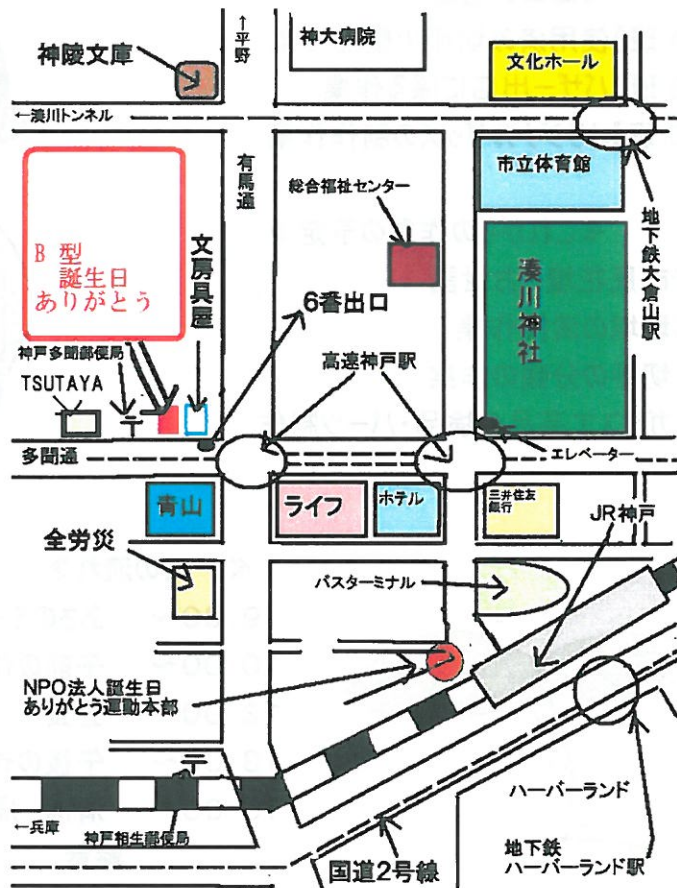 ↑平野
神大病院
神陵文庫
文化ホール
←湊川トンネル
有馬通
市立体育館
総合福祉センター
地下鉄大倉山駅
B 型
誕生日
ありがとう
文房具屋
湊川神社
6番出口
神戸多聞郵便局
高速神戸駅
TSUTAYA
〒
多聞通
エレベーター
青山
ライフ
ホテル
三井住友
銀行
JR神戸
全労災
バスターミナル
NPO法人誕生日
ありがとう運動本部
〒
ハーバーランド
←兵庫
神戸相生郵便局
地下鉄
ハーバーランド駅
国道2号線